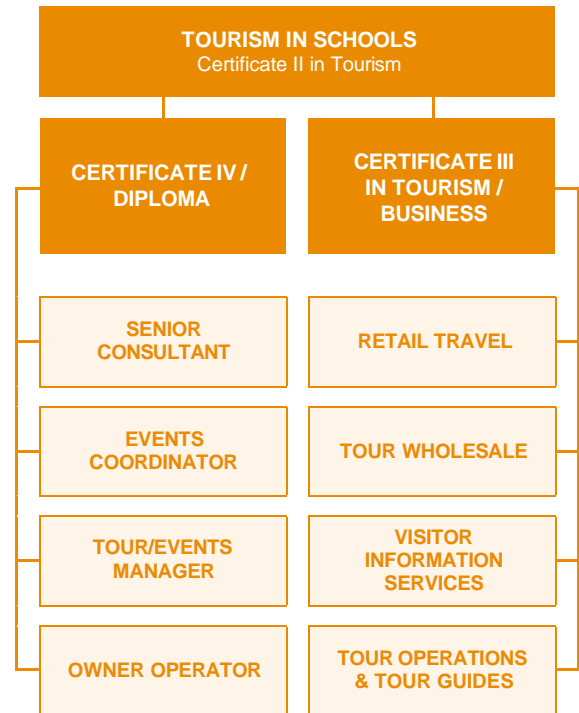 TOURISM IN SCHOOLS
Certificate II in Tourism
CERTIFICATE IV /
DIPLOMA
CERTIFICATE III
IN TOURISM /
BUSINESS
SENIOR
CONSULTANT
RETAIL TRAVEL
EVENTS
COORDINATOR
TOUR WHOLESALE
TOUR/EVENTS
MANAGER
VISITOR
INFORMATION
SERVICES
OWNER OPERATOR
TOUR OPERATIONS
& TOUR GUIDES